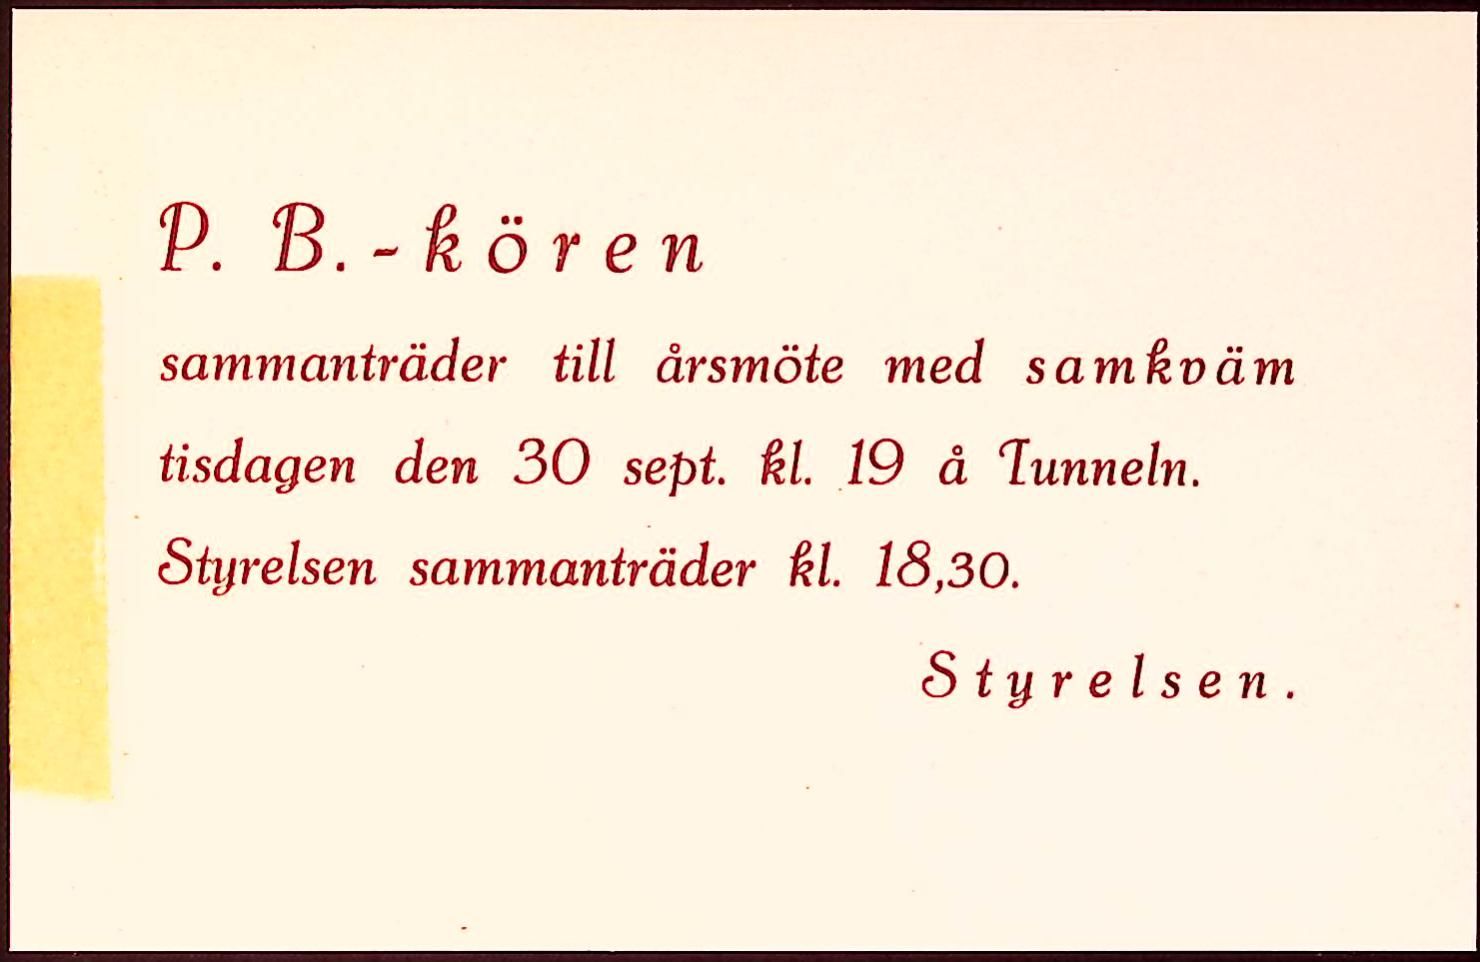 P. B.-kören
sammanträder till årsmöte med samkväm
tisdagen den 30 sept. kl. 19 å Tunneln.
Styrelsen sammanträder kl. 18,30.
Styrelsen.